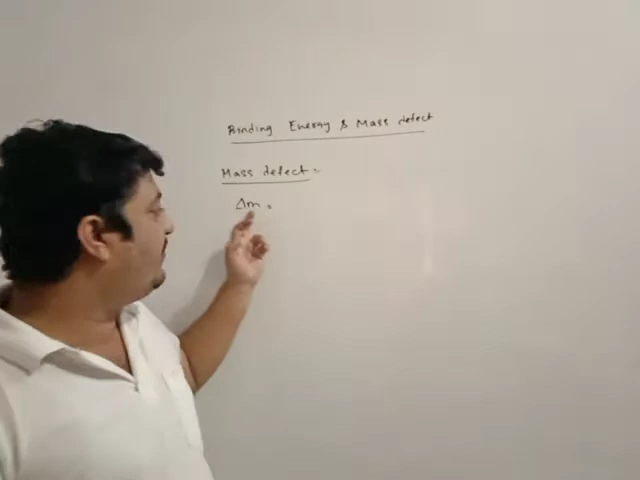 Binding Energy & Mass defect
Mass defect =
Δm =